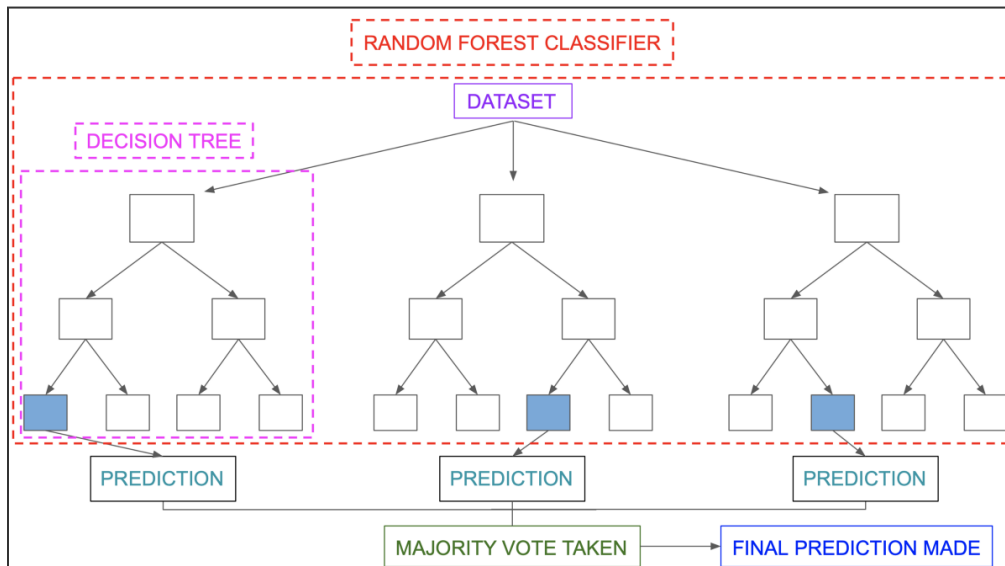 RANDOM FOREST CLASSIFIER
DATASET
DECISION TREE
PREDICTION
PREDICTION
PREDICTION
MAJORITY VOTE TAKEN
FINAL PREDICTION MADE